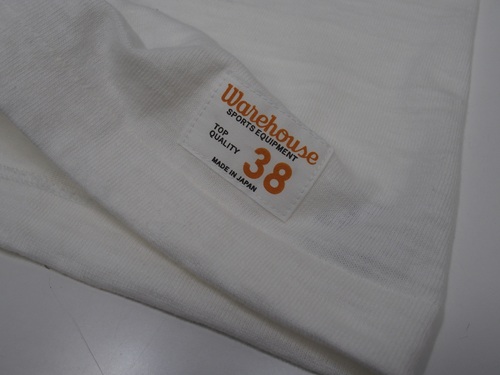 Warehouse
SPORTS EQUIPMENT
TOP
QUALITY
38
MADE IN JAPAN